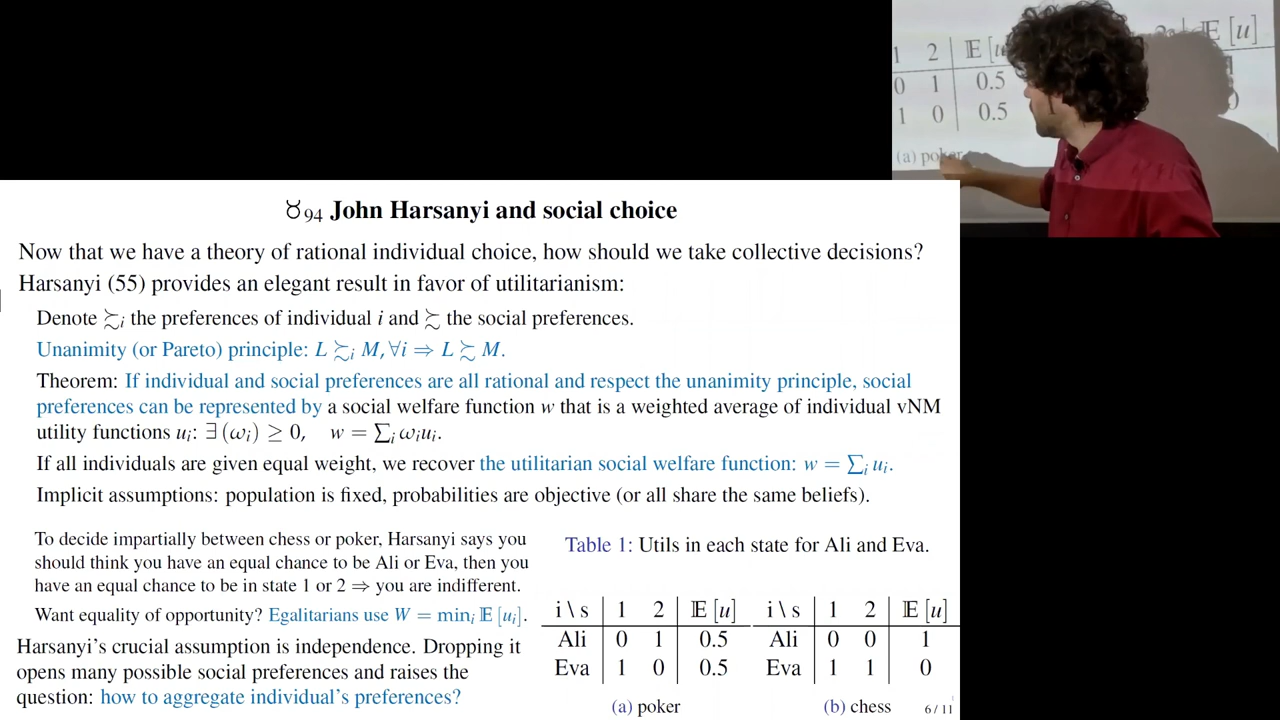 1 2 E[u
0 1 0.5
1 0 0.5
(a) poker
E [u]
♉94 John Harsanyi and social choice
Now that we have a theory of rational individual choice, how should we take collective decisions?
Harsanyi (55) provides an elegant result in favor of utilitarianism:
Denote ≿i the preferences of individual i and ≿ the social preferences.
Unanimity (or Pareto) principle: L ≿i M, ∀i ⇒ L ≿ M.
Theorem: If individual and social preferences are all rational and respect the unanimity principle, social
preferences can be represented by a social welfare function w that is a weighted average of individual vNM
utility functions ui: ∃ (ωi) ≥ 0, w = ∑i ωiui.
If all individuals are given equal weight, we recover the utilitarian social welfare function: w = ∑i ui.
Implicit assumptions: population is fixed, probabilities are objective (or all share the same beliefs).
To decide impartially between chess or poker, Harsanyi says you
should think you have an equal chance to be Ali or Eva, then you
have an equal chance to be in state 1 or 2 ⇒ you are indifferent.
Want equality of opportunity? Egalitarians use W = mini 𝔼 [ui].
Harsanyi's crucial assumption is independence. Dropping it
opens many possible social preferences and raises the
question: how to aggregate individual's preferences?
Table 1: Utils in each state for Ali and Eva.
i \ s 1 2 𝔼 [u] i \ s 1 2 𝔼 [u]
Ali 0 1 0.5 Ali 0 0 1
Eva 1 0 0.5 Eva 1 1 0
(a) poker (b) chess
6 / 11